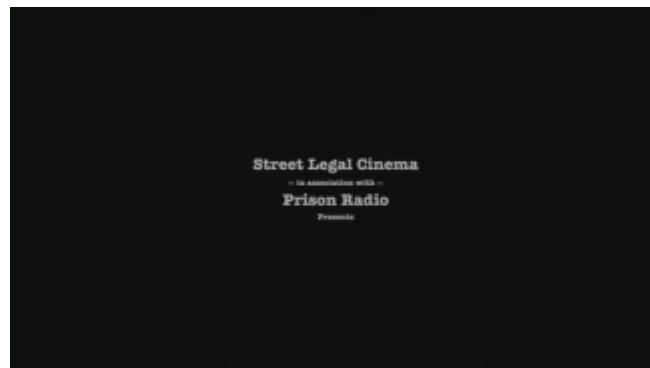 Street Legal Cinema
— in association with —
Prison Radio
Presents